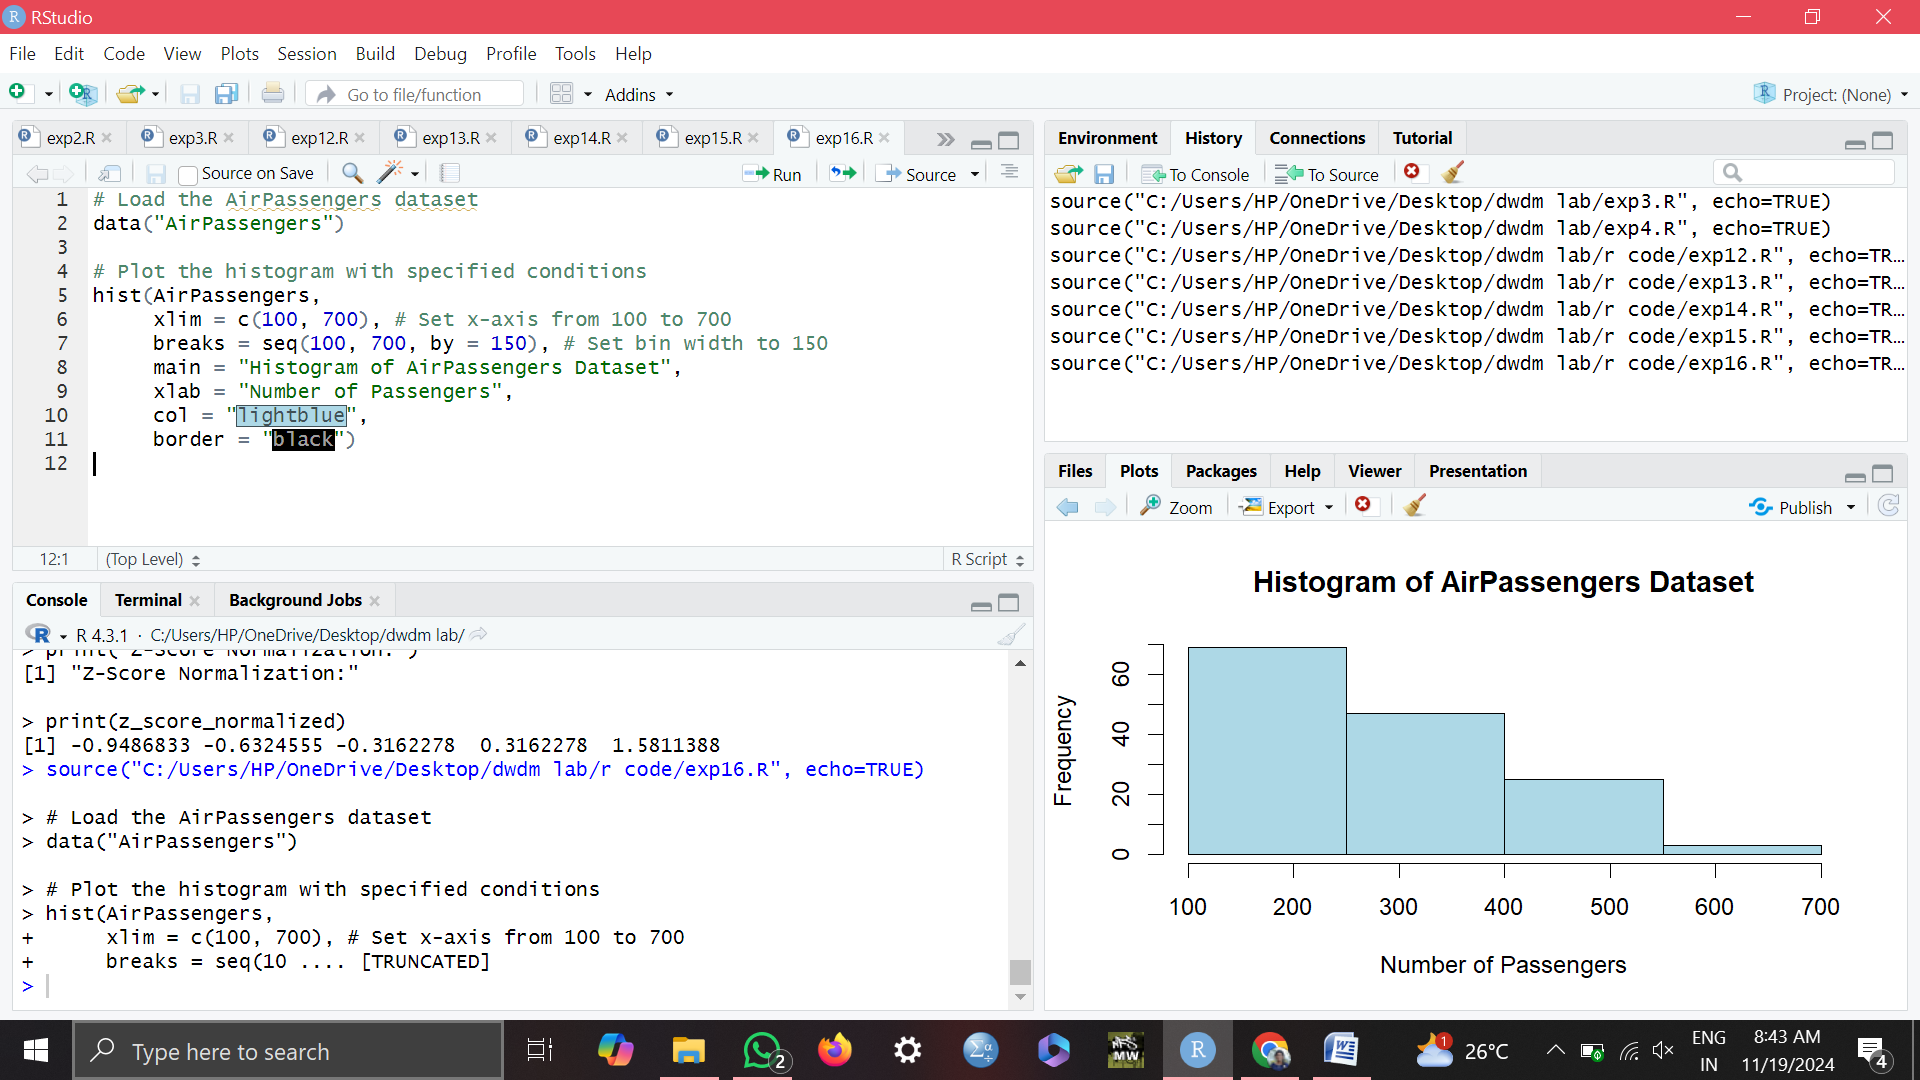 RStudio
File Edit Code View Plots Session Build Debug Profile Tools Help
Go to file/function Addins Project: (None)
exp2.R exp3.R exp12.R exp13.R exp14.R exp15.R exp16.R
Source on Save Run Source
1 # Load the AirPassengers dataset
2 data("AirPassengers")
3
4 # Plot the histogram with specified conditions
5 hist(AirPassengers,
6 xlim = c(100, 700), # Set x-axis from 100 to 700
7 breaks = seq(100, 700, by = 150), # Set bin width to 150
8 main = "Histogram of AirPassengers Dataset",
9 xlab = "Number of Passengers",
10 col = "lightblue",
11 border = "black")
12
12:1 (Top Level) R Script
Console Terminal Background Jobs
R 4.3.1 · C:/Users/HP/OneDrive/Desktop/dwdm lab/
> print("Z-Score Normalization:")
[1] "Z-Score Normalization:"
> print(z_score_normalized)
[1] -0.9486833 -0.6324555 -0.3162278 0.3162278 1.5811388
> source("C:/Users/HP/OneDrive/Desktop/dwdm lab/r code/exp16.R", echo=TRUE)
> # Load the AirPassengers dataset
> data("AirPassengers")
> # Plot the histogram with specified conditions
> hist(AirPassengers,
+ xlim = c(100, 700), # Set x-axis from 100 to 700
+ breaks = seq(10 .... [TRUNCATED]
>
Environment History Connections Tutorial
To Console To Source
source("C:/Users/HP/OneDrive/Desktop/dwdm lab/exp3.R", echo=TRUE)
source("C:/Users/HP/OneDrive/Desktop/dwdm lab/exp4.R", echo=TRUE)
source("C:/Users/HP/OneDrive/Desktop/dwdm lab/r code/exp12.R", echo=TR...
source("C:/Users/HP/OneDrive/Desktop/dwdm lab/r code/exp13.R", echo=TR...
source("C:/Users/HP/OneDrive/Desktop/dwdm lab/r code/exp14.R", echo=TR...
source("C:/Users/HP/OneDrive/Desktop/dwdm lab/r code/exp15.R", echo=TR...
source("C:/Users/HP/OneDrive/Desktop/dwdm lab/r code/exp16.R", echo=TR...
Files Plots Packages Help Viewer Presentation
Zoom Export Publish
Histogram of AirPassengers Dataset
Frequency
60
40
20
0
100 200 300 400 500 600 700
Number of Passengers
Type here to search
2
MW
R
1
26°C
ENG
IN
8:43 AM
11/19/2024
4